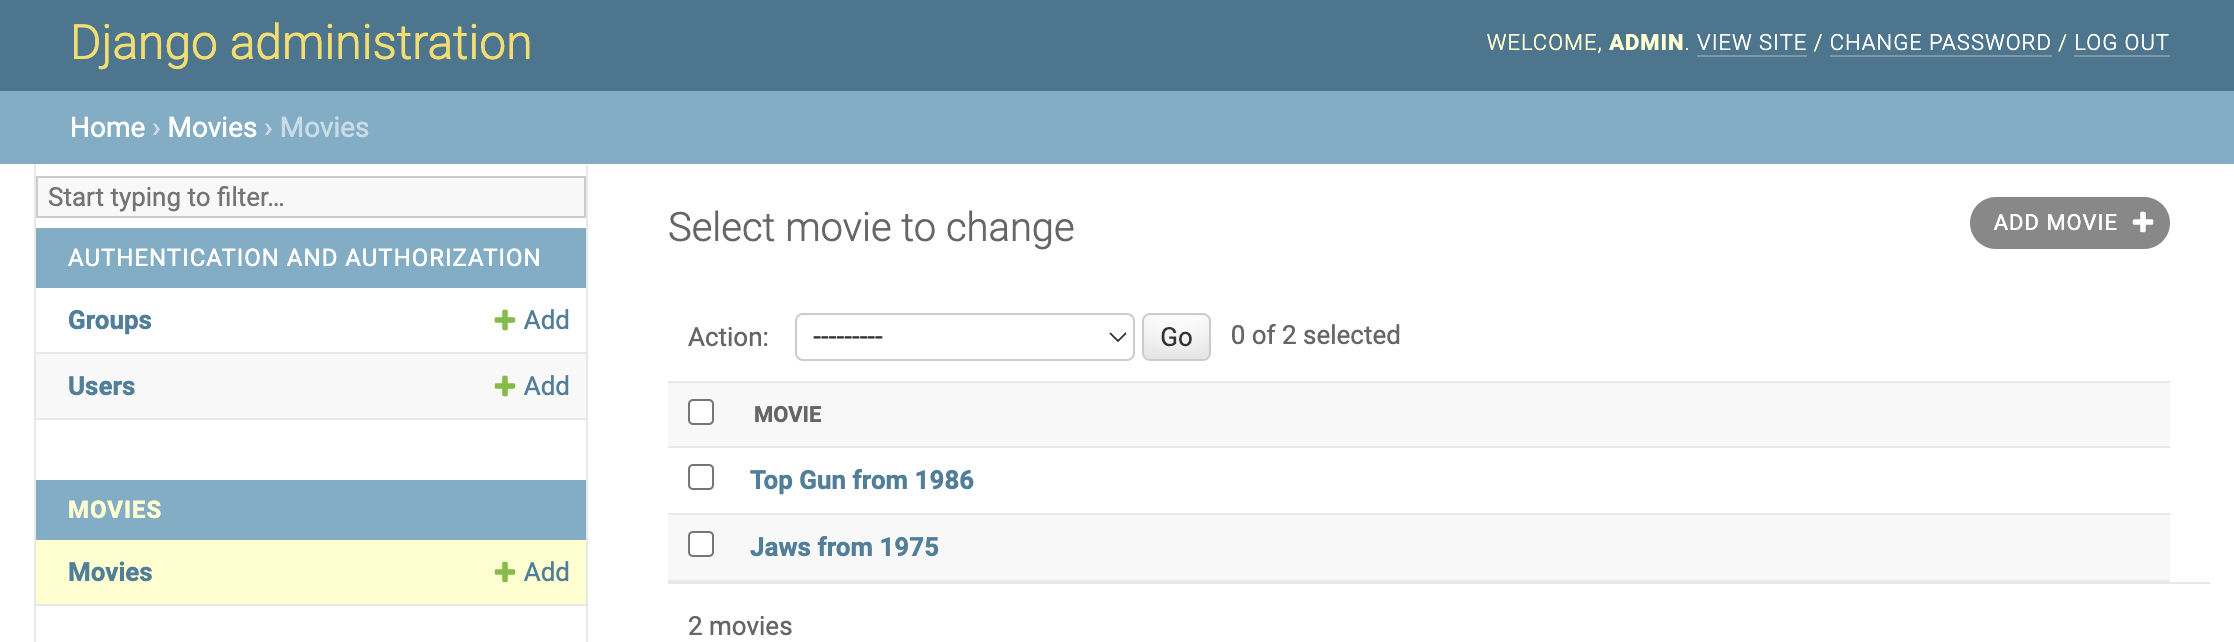 Django administration
WELCOME, ADMIN. VIEW SITE / CHANGE PASSWORD / LOG OUT
Home › Movies › Movies
Start typing to filter...
AUTHENTICATION AND AUTHORIZATION
Groups + Add
Users + Add
MOVIES
Movies + Add
Select movie to change
ADD MOVIE +
Action: --------- Go 0 of 2 selected
MOVIE
Top Gun from 1986
Jaws from 1975
2 movies